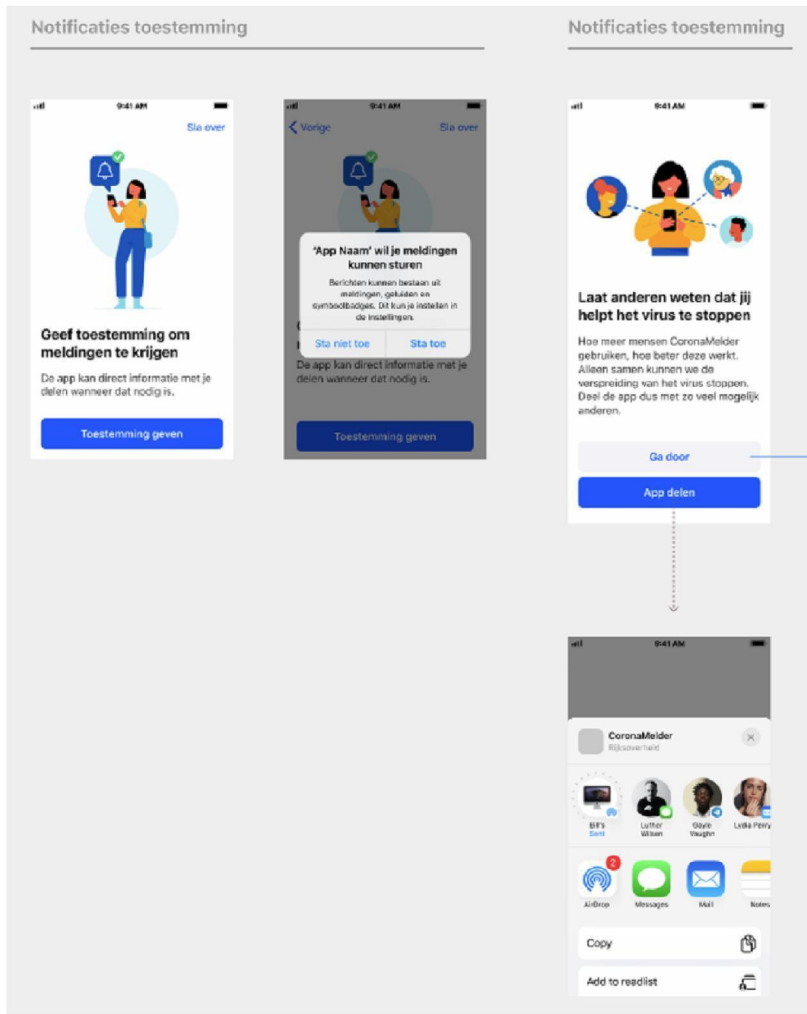 Notificaties toestemming
9:41 AM
Sla over
Geef toestemming om
meldingen te krijgen
De app kan direct informatie met je
delen wanneer dat nodig is.
Toestemming geven
9:41 AM
Vorige
Sla over
'App Naam' wil je meldingen
kunnen sturen
Berichten kunnen bestaan uit
meldingen, geluiden en
symboolbadges. Dit kun je instellen in
de Instellingen.
Sta niet toe
Sta toe
De app kan direct informatie met je
delen wanneer dat nodig is.
Toestemming geven
Notificaties toestemming
9:41 AM
Laat anderen weten dat jij
helpt het virus te stoppen
Hoe meer mensen CoronaMelder
gebruiken, hoe beter deze werkt.
Alleen samen kunnen we de
verspreiding van het virus stoppen.
Deel de app dus met zo veel mogelijk
anderen.
Ga door
App delen
9:41 AM
CoronaMelder
Rijksoverheid
Bill's
Sent
Luther
Wilson
Gayle
Vaughn
Lydia Perry
2
AirDrop
Messages
Mail
Notes
Copy
Add to readlist